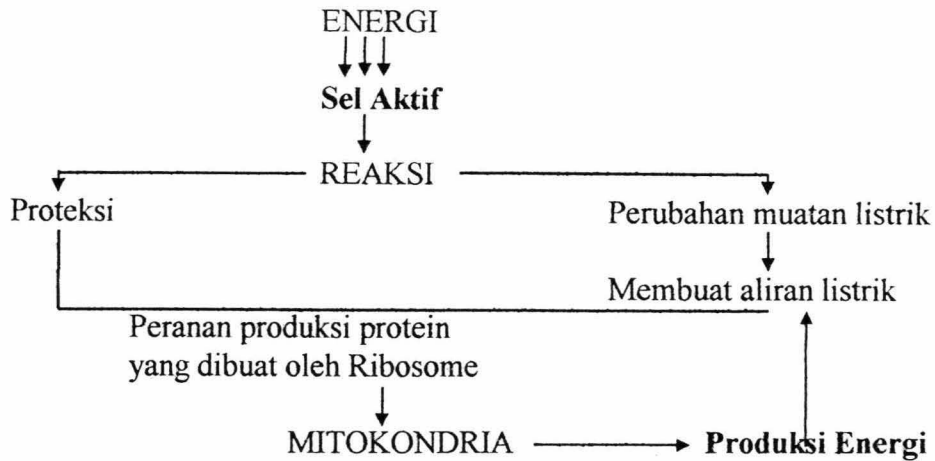 ENERGI
Sel Aktif
REAKSI
Proteksi
Perubahan muatan listrik
Membuat aliran listrik
Peranan produksi protein
yang dibuat oleh Ribosome
MITOKONDRIA
Produksi Energi